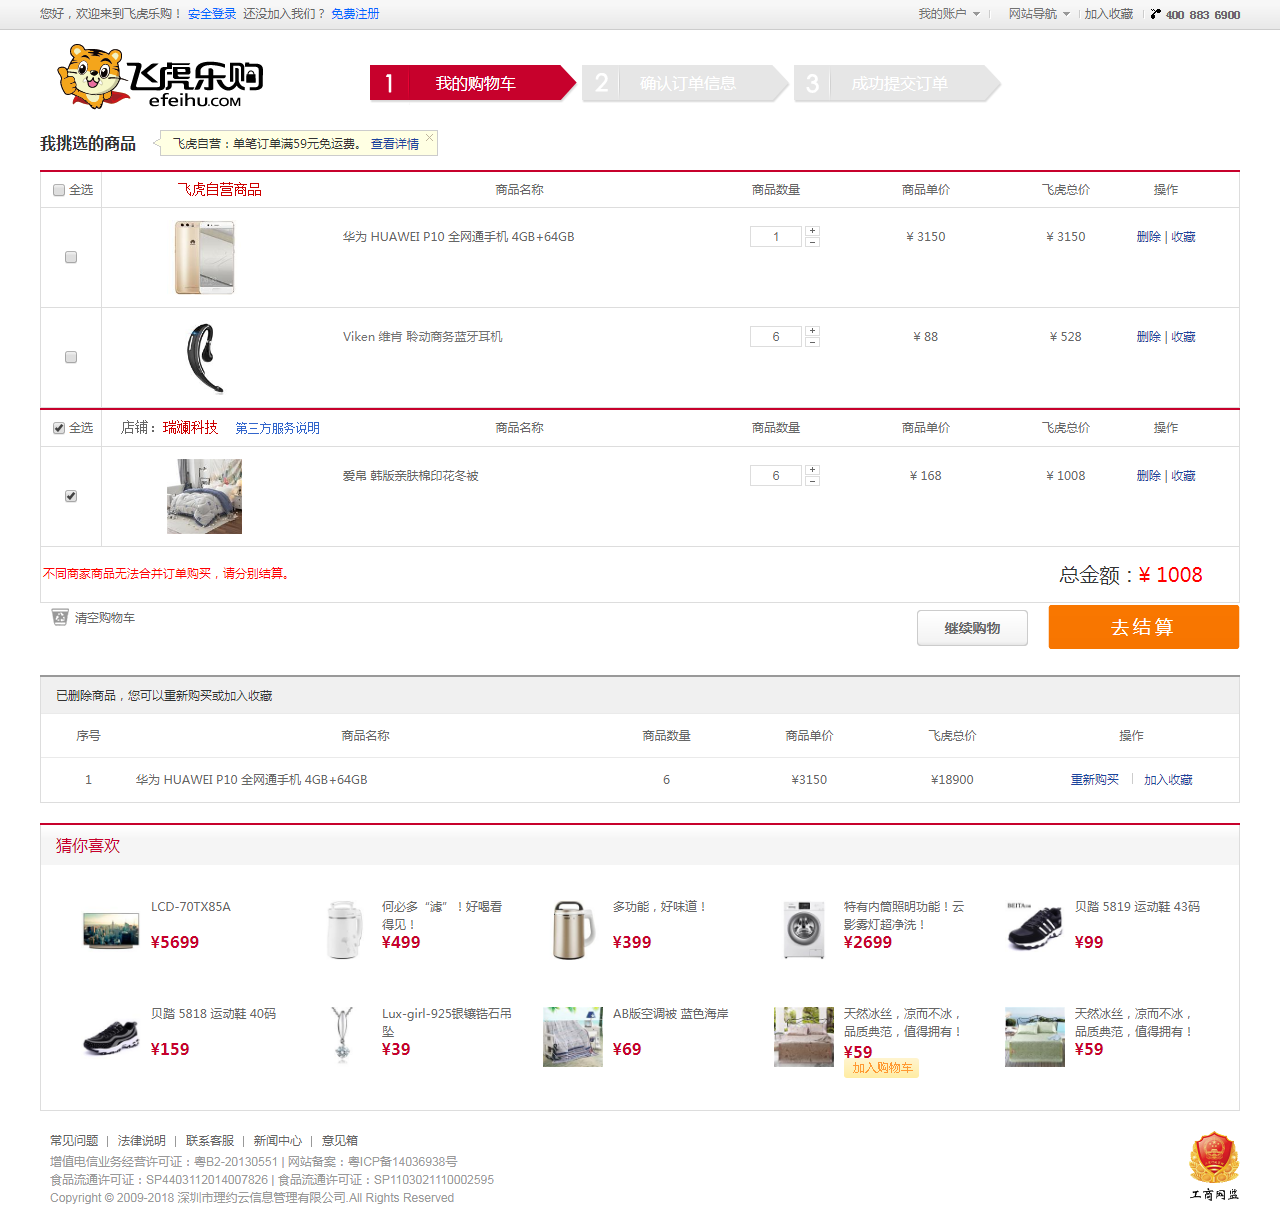 您好，欢迎来到飞虎乐购！ 安全登录 还没加入我们？ 免费注册 我的账户 网站导航 加入收藏 400 883 6900
飞虎乐购
efeihu.COM
1 我的购物车 2 确认订单信息 3 成功提交订单
我挑选的商品 飞虎自营：单笔订单满59元免运费。 查看详情
全选 飞虎自营商品 商品名称 商品数量 商品单价 飞虎总价 操作
华为 HUAWEI P10 全网通手机 4GB+64GB 1 + - ¥ 3150 ¥ 3150 删除 | 收藏
Viken 维肯 聆动商务蓝牙耳机 6 + - ¥ 88 ¥ 528 删除 | 收藏
全选 店铺：瑞斓科技 第三方服务说明 商品名称 商品数量 商品单价 飞虎总价 操作
爱帛 韩版亲肤棉印花冬被 6 + - ¥ 168 ¥ 1008 删除 | 收藏
不同商家商品无法合并订单购买，请分别结算。 总金额：¥ 1008
清空购物车 继续购物 去结算
已删除商品，您可以重新购买或加入收藏
序号 商品名称 商品数量 商品单价 飞虎总价 操作
1 华为 HUAWEI P10 全网通手机 4GB+64GB 6 ¥3150 ¥18900 重新购买 加入收藏
猜你喜欢
LCD-70TX85A
¥5699
何必多“滤”！好喝看
得见！
¥499
多功能，好味道！
¥399
特有内筒照明功能！云
影雾灯超净洗！
¥2699
BEITA
贝踏 5819 运动鞋 43码
¥99
贝踏 5818 运动鞋 40码
¥159
Lux-girl-925银镶锆石吊
坠
¥39
AB版空调被 蓝色海岸
¥69
天然冰丝，凉而不冰，
品质典范，值得拥有！
¥59
加入购物车
天然冰丝，凉而不冰，
品质典范，值得拥有！
¥59
常见问题 | 法律说明 | 联系客服 | 新闻中心 | 意见箱
增值电信业务经营许可证：粤B2-20130551 | 网站备案：粤ICP备14036938号
食品流通许可证：SP4403112014007826 | 食品流通许可证：SP1103021110002595
Copyright © 2009-2018 深圳市理约云信息管理有限公司.All Rights Reserved
工商网监